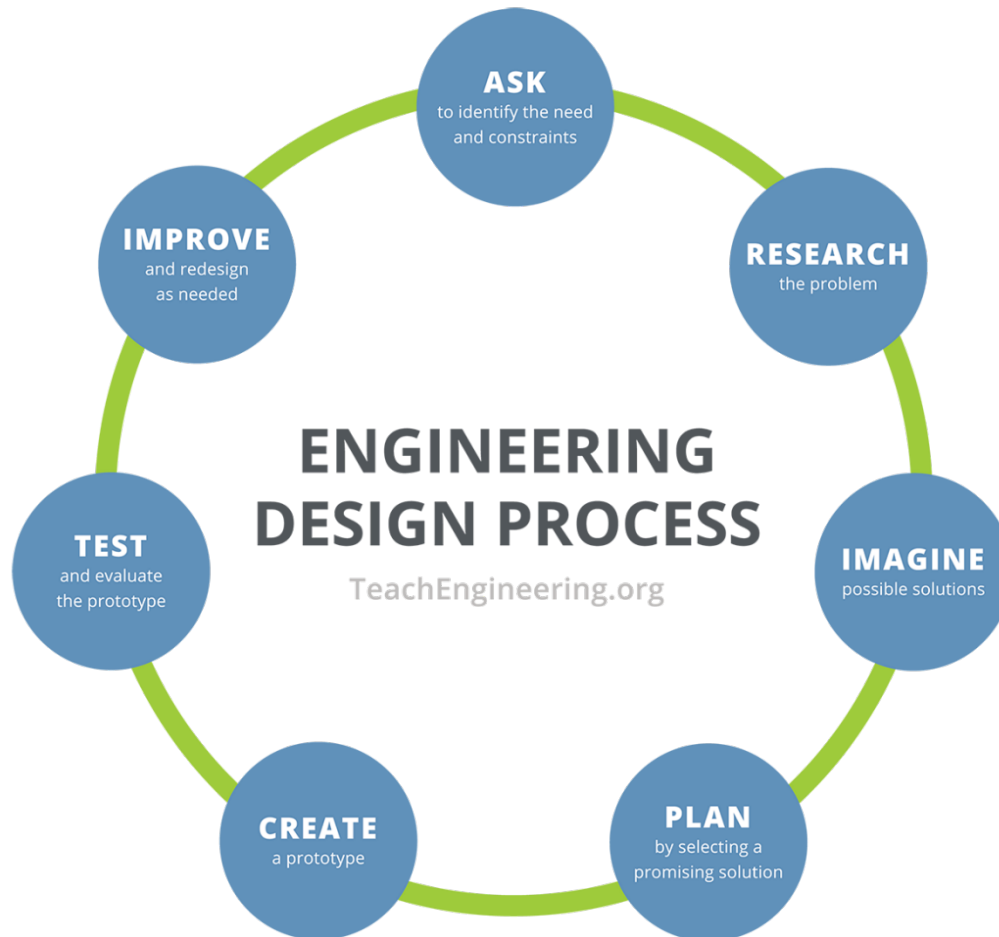 ASK
to identify the need
and constraints
RESEARCH
the problem
IMAGINE
possible solutions
PLAN
by selecting a
promising solution
CREATE
a prototype
TEST
and evaluate
the prototype
IMPROVE
and redesign
as needed
ENGINEERING
DESIGN PROCESS
TeachEngineering.org